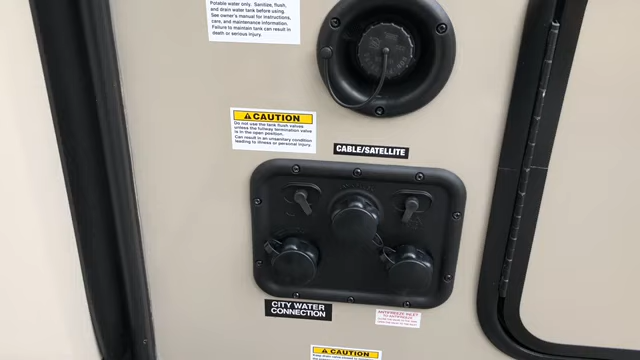 Potable water only. Sanitize, flush,
and drain water tank before using.
See owner's manual for instructions,
care, and maintenance information.
Failure to maintain tank can result in
death or serious injury.
CAUTION
Do not use the tank flush valves
unless the fullway termination valve
is in the open position.
Can result in an unsanitary condition
leading to illness or personal injury.
CABLE/SATELLITE
CITY WATER
CONNECTION
ANTIFREEZE INLET
CAUTION